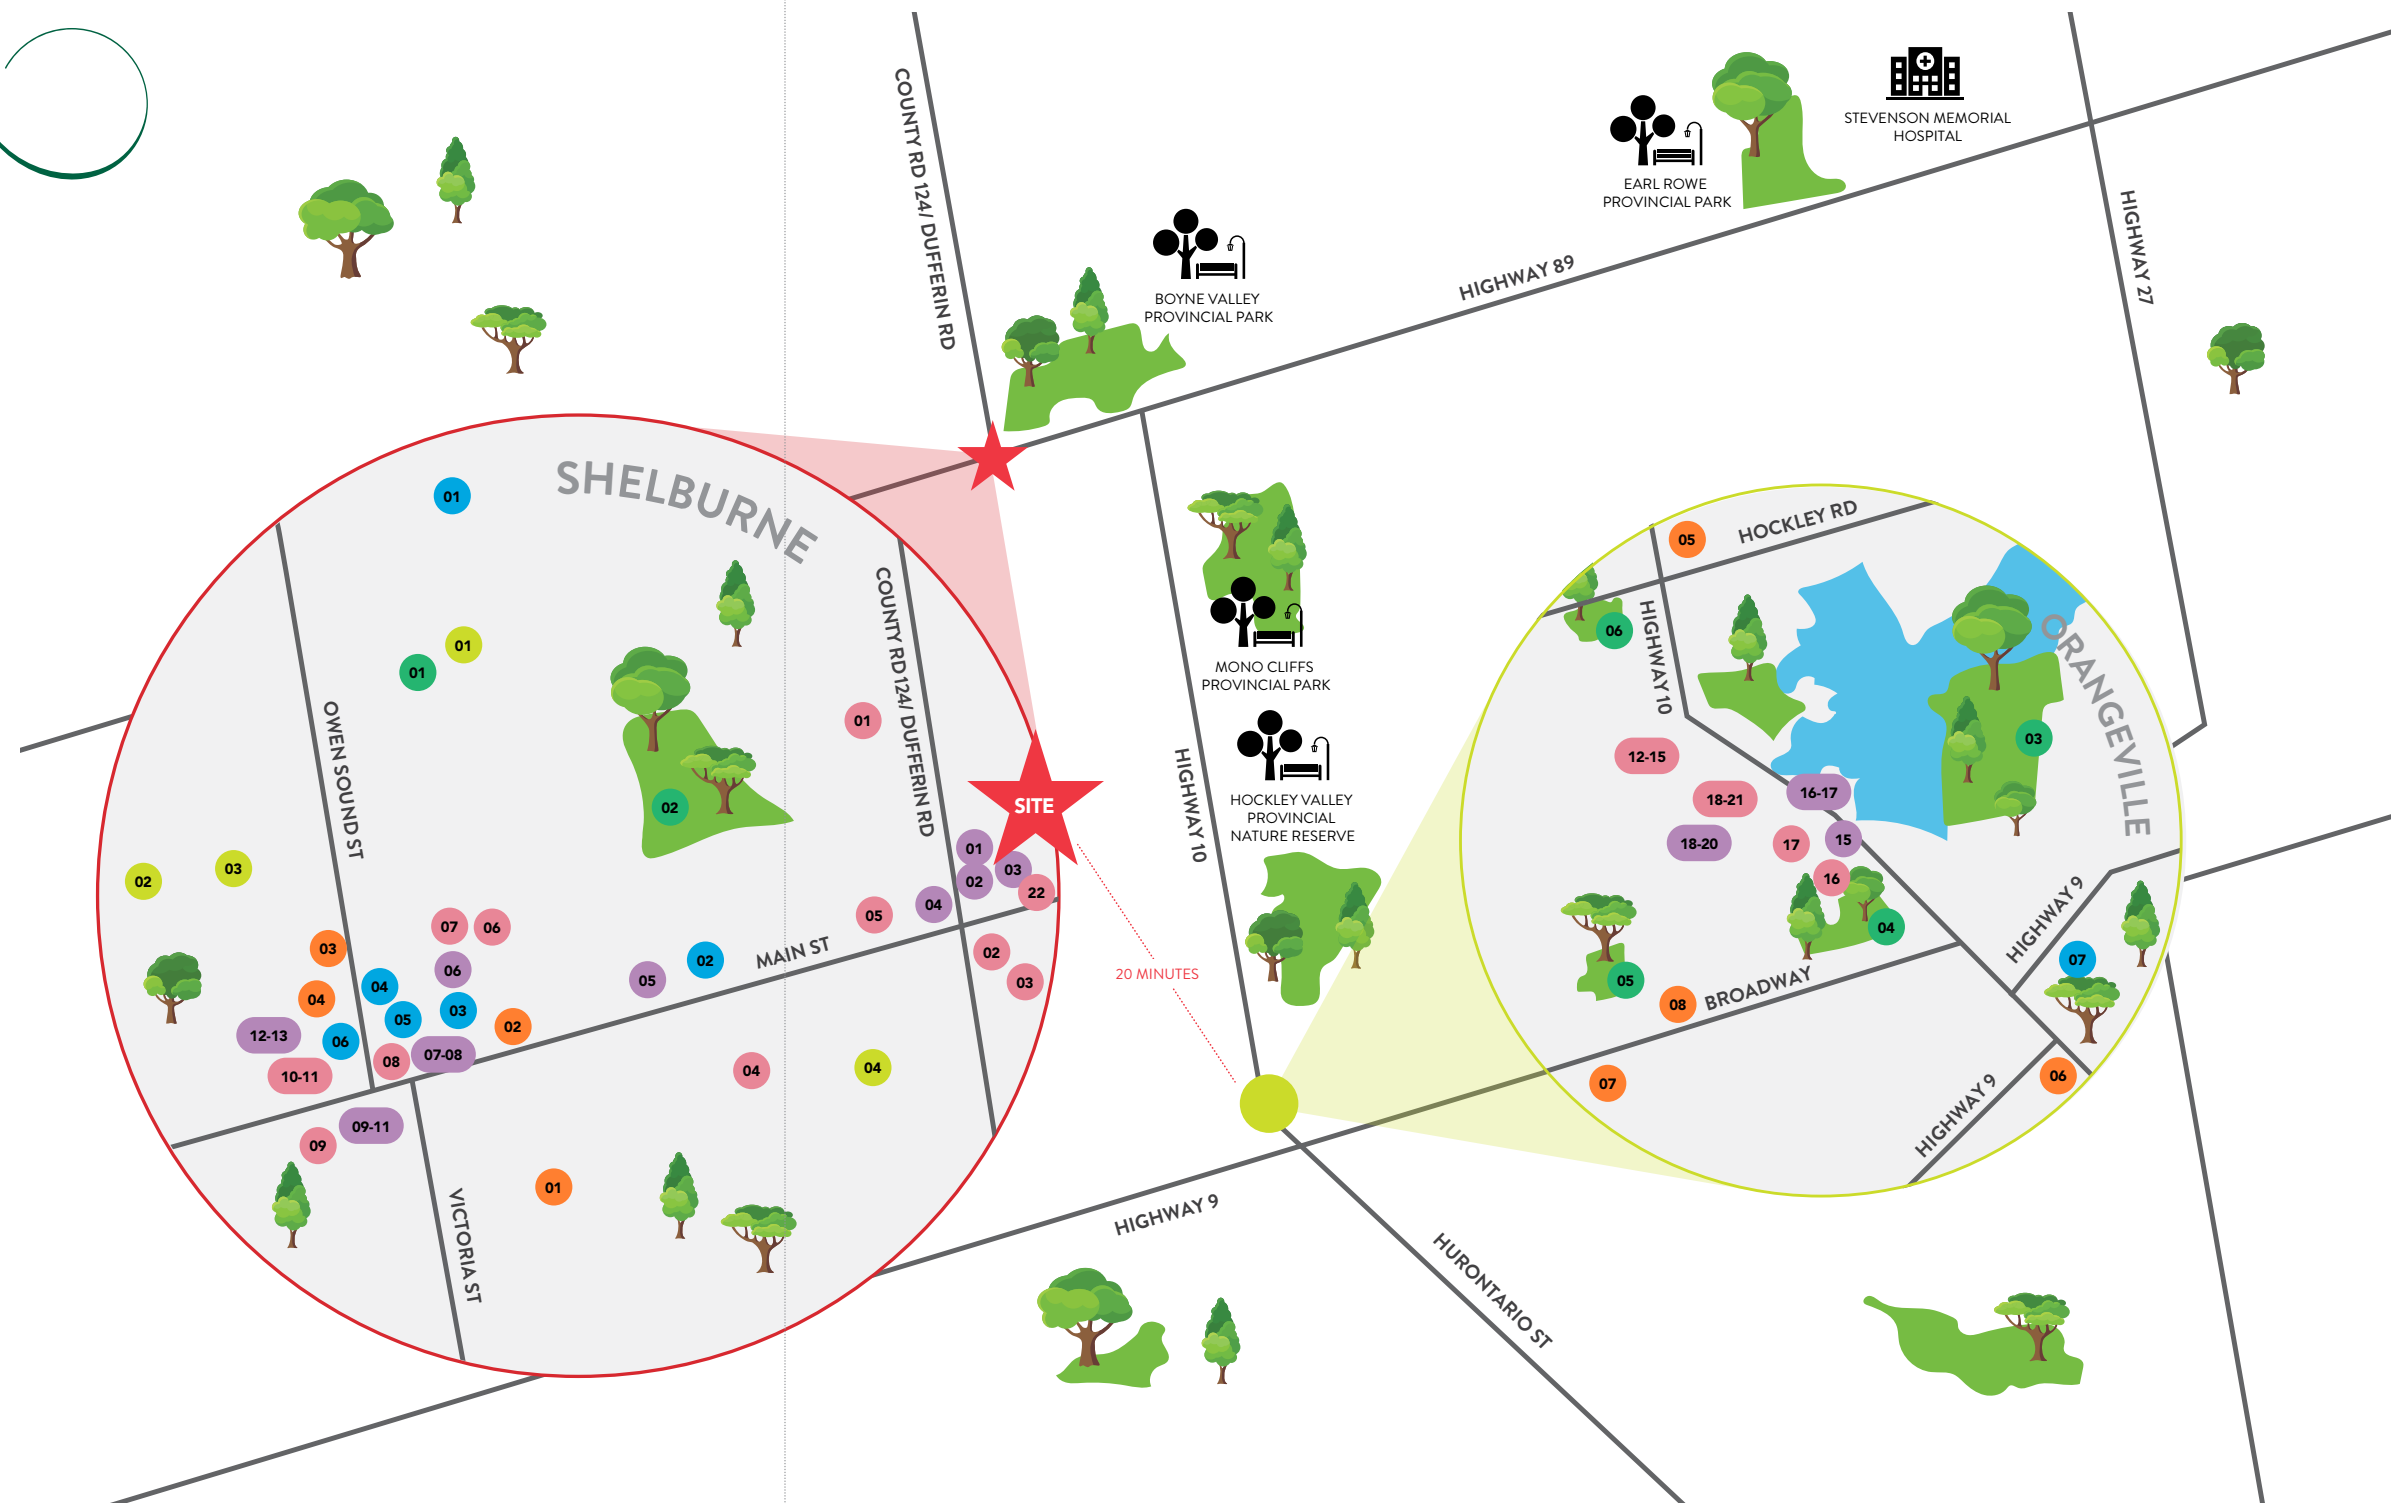 COUNTY RD 124/ DUFFERIN RD
STEVENSON MEMORIAL
HOSPITAL
EARL ROWE
PROVINCIAL PARK
HIGHWAY 27
HIGHWAY 89
BOYNE VALLEY
PROVINCIAL PARK
SHELBURNE
01
01
01
OWEN SOUND ST
COUNTY RD 124/ DUFFERIN RD
01
02
SITE
02
03
01
02
03
22
04
05
07
06
03
06
04
04
05
03
02
05
02
MAIN ST
02
03
12-13
06
08
07-08
10-11
04
04
09-11
09
01
VICTORIA ST
20 MINUTES
MONO CLIFFS
PROVINCIAL PARK
HIGHWAY 10
HOCKLEY VALLEY
PROVINCIAL
NATURE RESERVE
HIGHWAY 9
HURONTARIO ST
05
HOCKLEY RD
06
HIGHWAY 10
ORANGEVILLE
03
12-15
18-21
16-17
18-20
17
15
16
04
05
08
BROADWAY
HIGHWAY 9
07
07
06
HIGHWAY 9